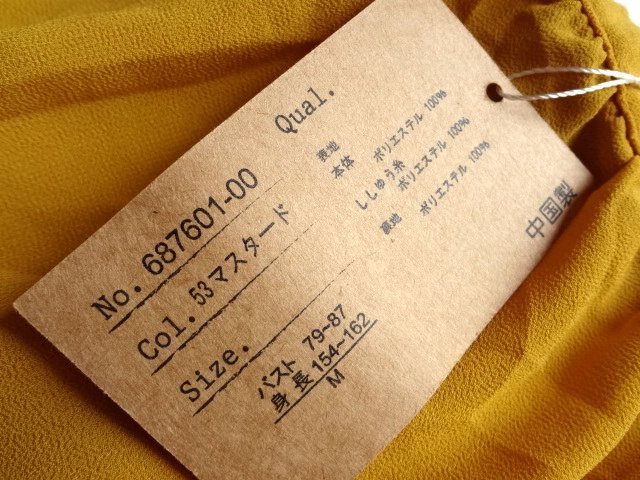 No. 687601-00
Col. 53マスタード
Size.
バスト 79~87
身長 154~162
M
Qual.
表地
本体 ポリエステル 100%
ししゅう糸
ポリエステル 100%
裏地 ポリエステル 100%
中国製